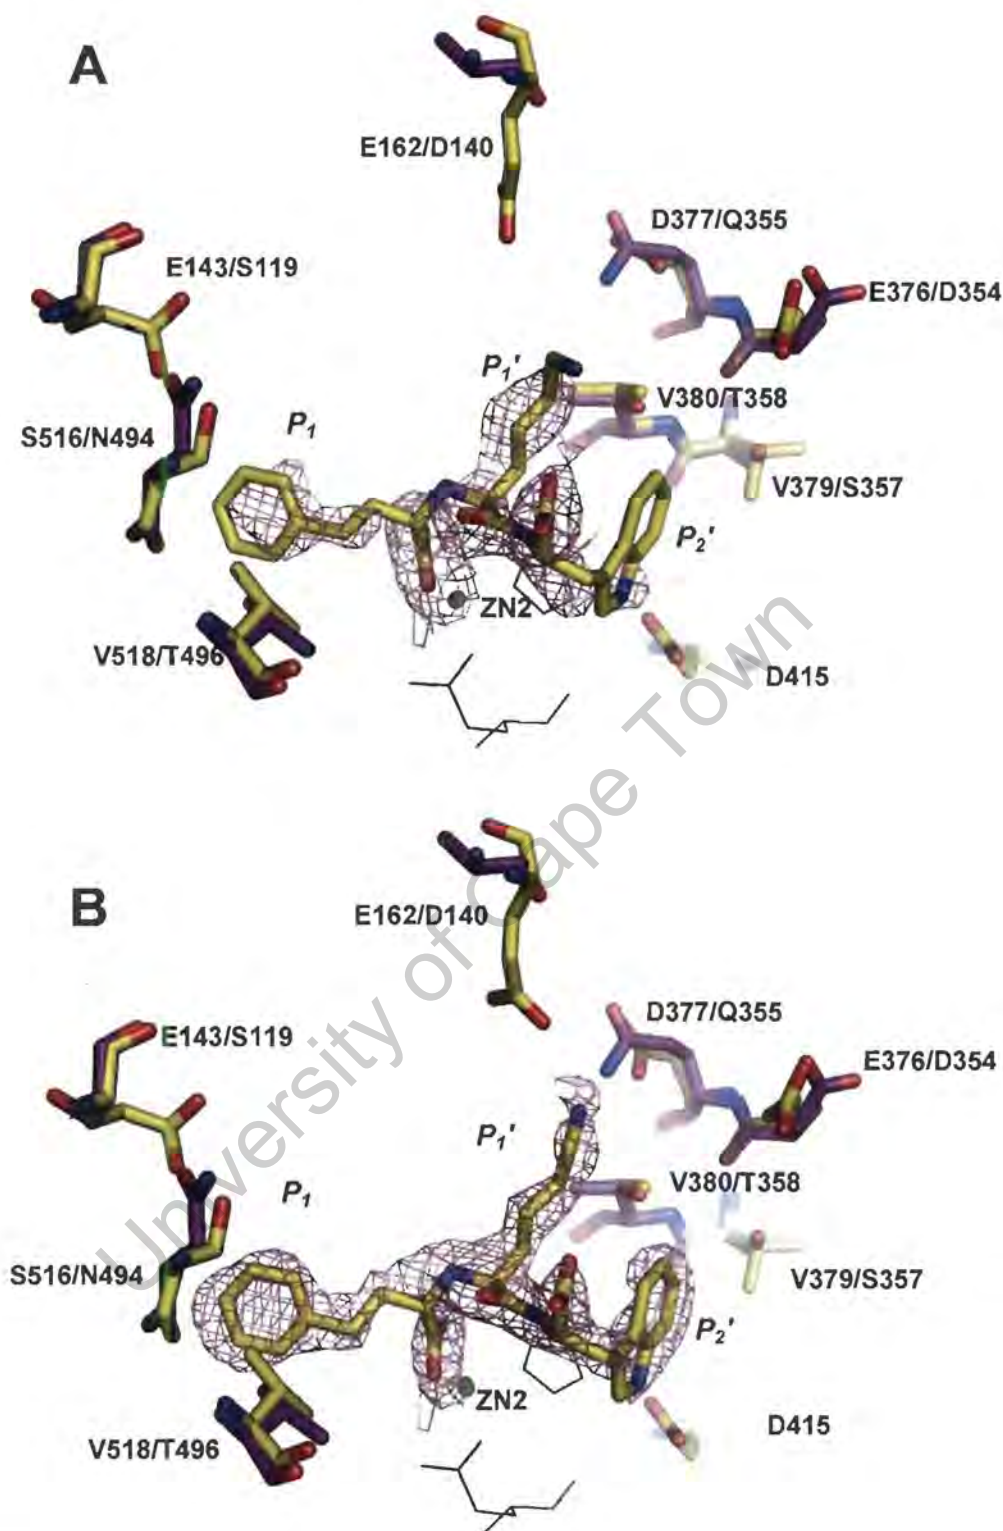 A
E162/D140
D377/Q355
E143/S119
E376/D354
P₁'
V380/T358
S516/N494
P₁
V379/S357
P₂'
ZN2
V518/T496
D415
B
E162/D140
D377/Q355
E143/S119
E376/D354
P₁'
V380/T358
P₁
S516/N494
V379/S357
P₂'
ZN2
D415
V518/T496
University of Cape Town